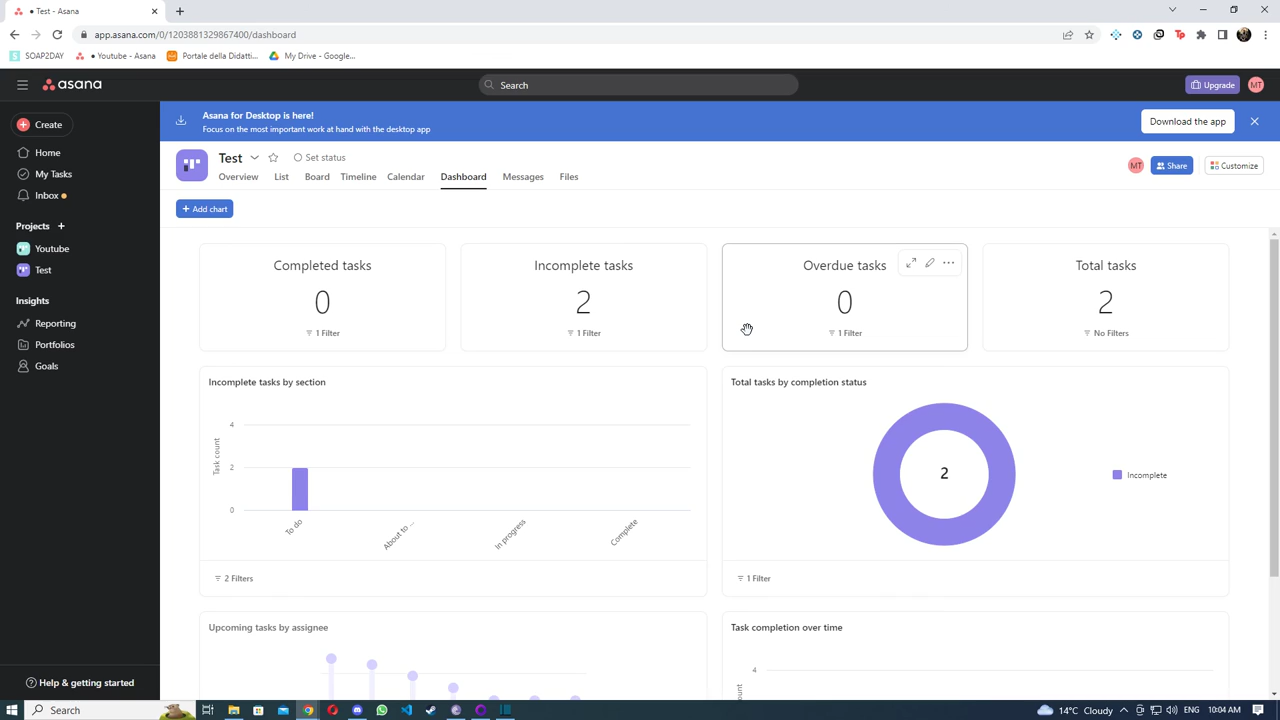 • Test - Asana
app.asana.com/0/1203881329867400/dashboard
SOAP2DAY
• Youtube - Asana
Portale della Didatti...
My Drive - Google...
asana
Search
Upgrade
MT
Create
Asana for Desktop is here!
Focus on the most important work at hand with the desktop app
Download the app
Home
My Tasks
Inbox
Projects
Youtube
Test
Insights
Reporting
Portfolios
Goals
Help & getting started
Test
Set status
MT
Share
Customize
Overview
List
Board
Timeline
Calendar
Dashboard
Messages
Files
+ Add chart
Completed tasks
0
1 Filter
Incomplete tasks
2
1 Filter
Overdue tasks
0
1 Filter
Total tasks
2
No Filters
Incomplete tasks by section
Task count
4
2
0
To do
About to ...
In progress
Complete
2 Filters
Total tasks by completion status
2
Incomplete
1 Filter
Upcoming tasks by assignee
Task completion over time
4
Search
14°C Cloudy
ENG
10:04 AM